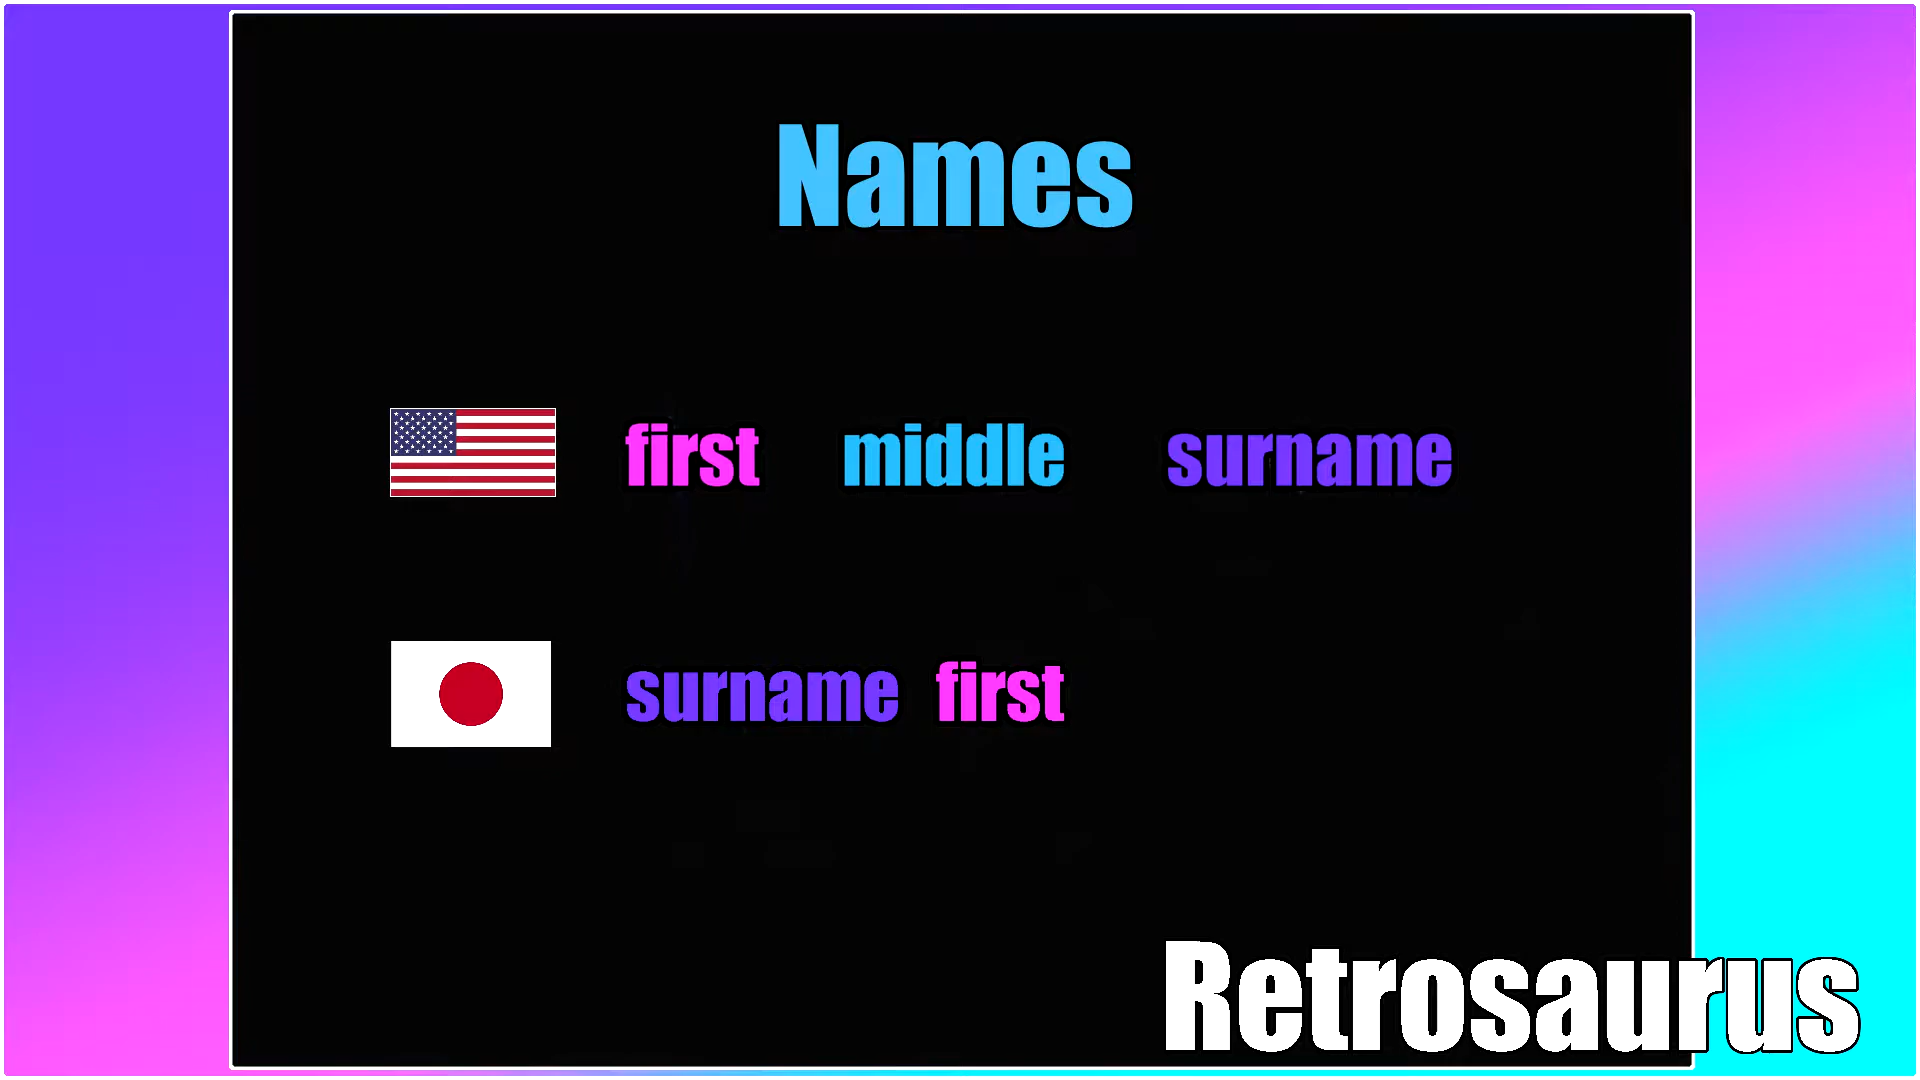 Names
first middle surname
surname first
Retrosaurus